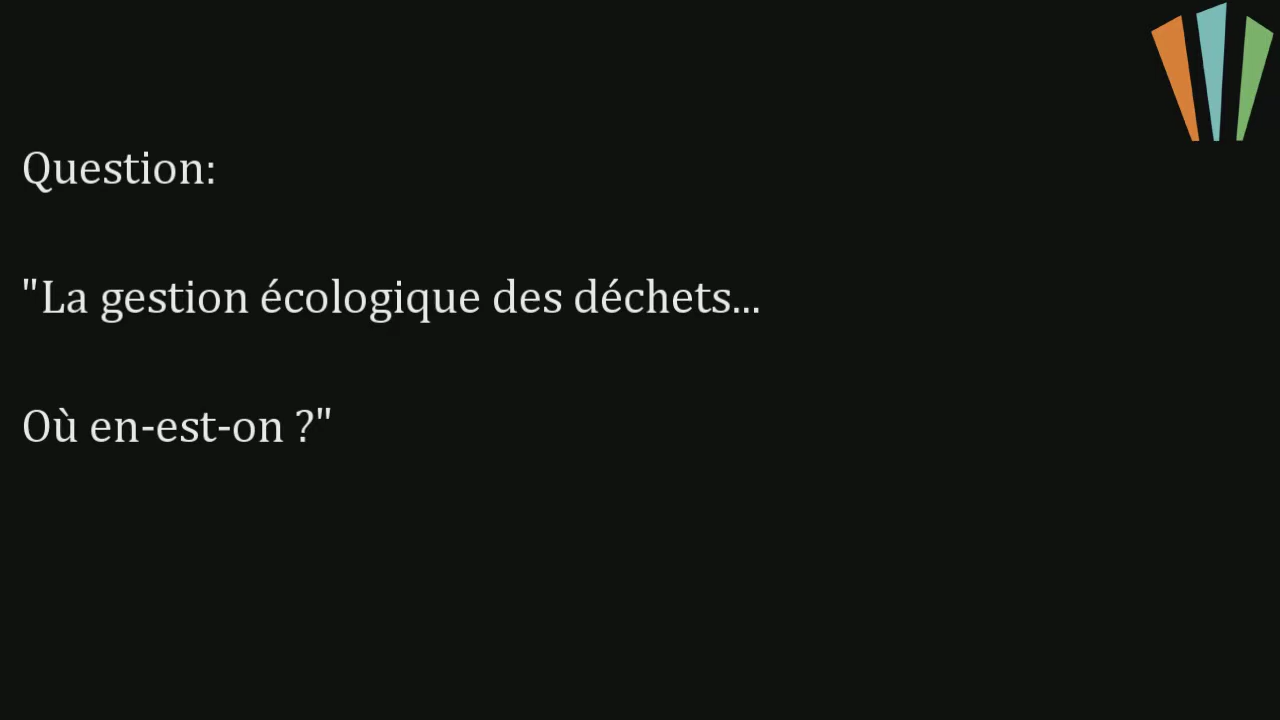 Question:
"La gestion écologique des déchets...
Où en-est-on ?"